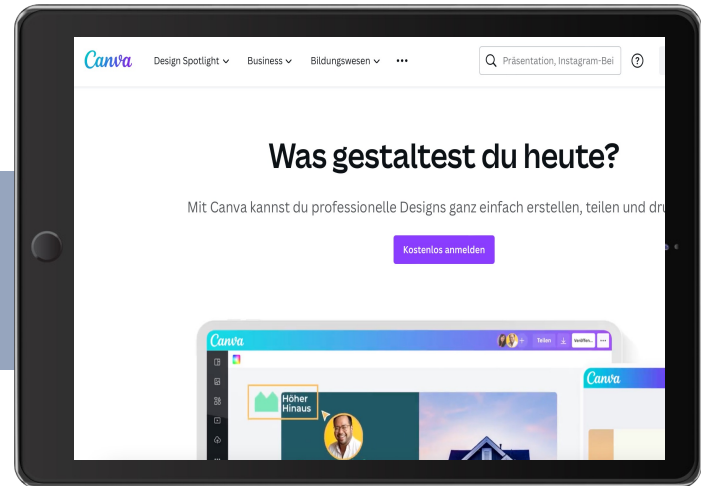 Canva
Design Spotlight
Business
Bildungswesen
Präsentation, Instagram-Bei
?
Was gestaltest du heute?
Mit Canva kannst du professionelle Designs ganz einfach erstellen, teilen und dru
Kostenlos anmelden
Canva
Teilen
Veröffen...
Canva
Höher
Hinaus